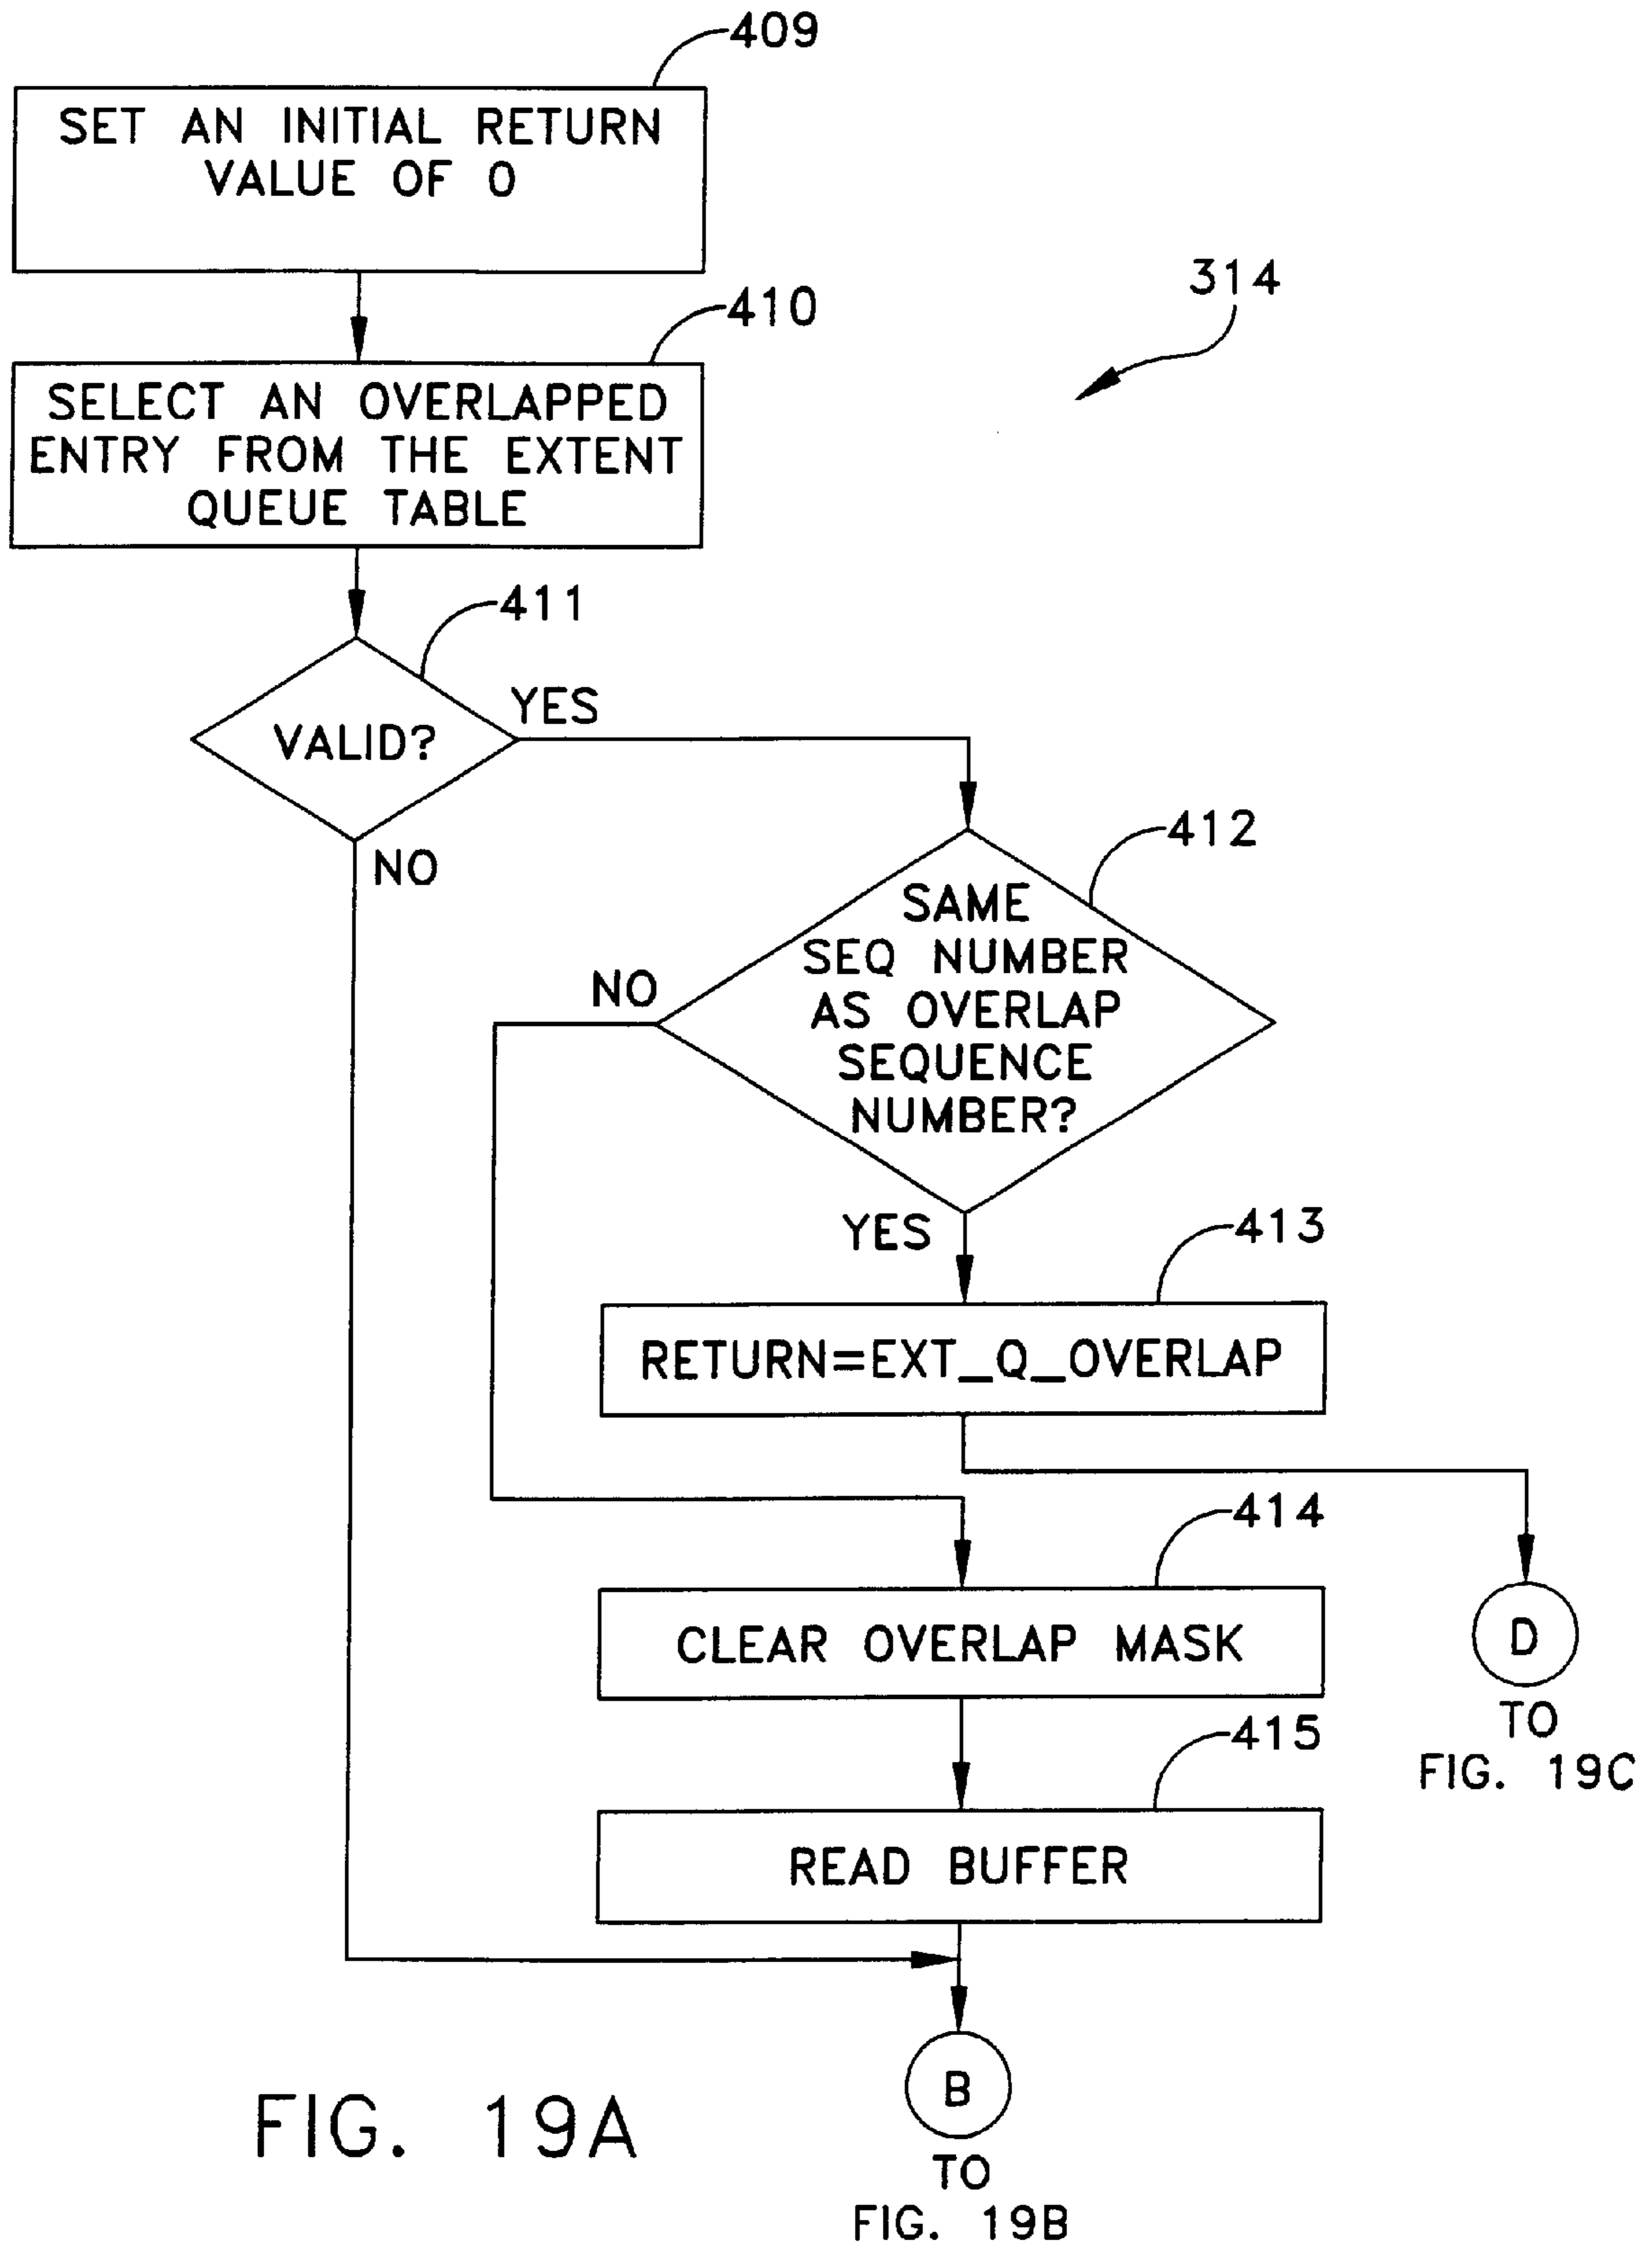 409
SET AN INITIAL RETURN
VALUE OF 0
314
410
SELECT AN OVERLAPPED
ENTRY FROM THE EXTENT
QUEUE TABLE
411
YES
VALID?
NO
412
SAME
SEQ NUMBER
AS OVERLAP
SEQUENCE
NUMBER?
NO
YES
413
RETURN=EXT_Q_OVERLAP
414
CLEAR OVERLAP MASK
D
TO
FIG. 19C
415
READ BUFFER
B
TO
FIG. 19B
FIG. 19A